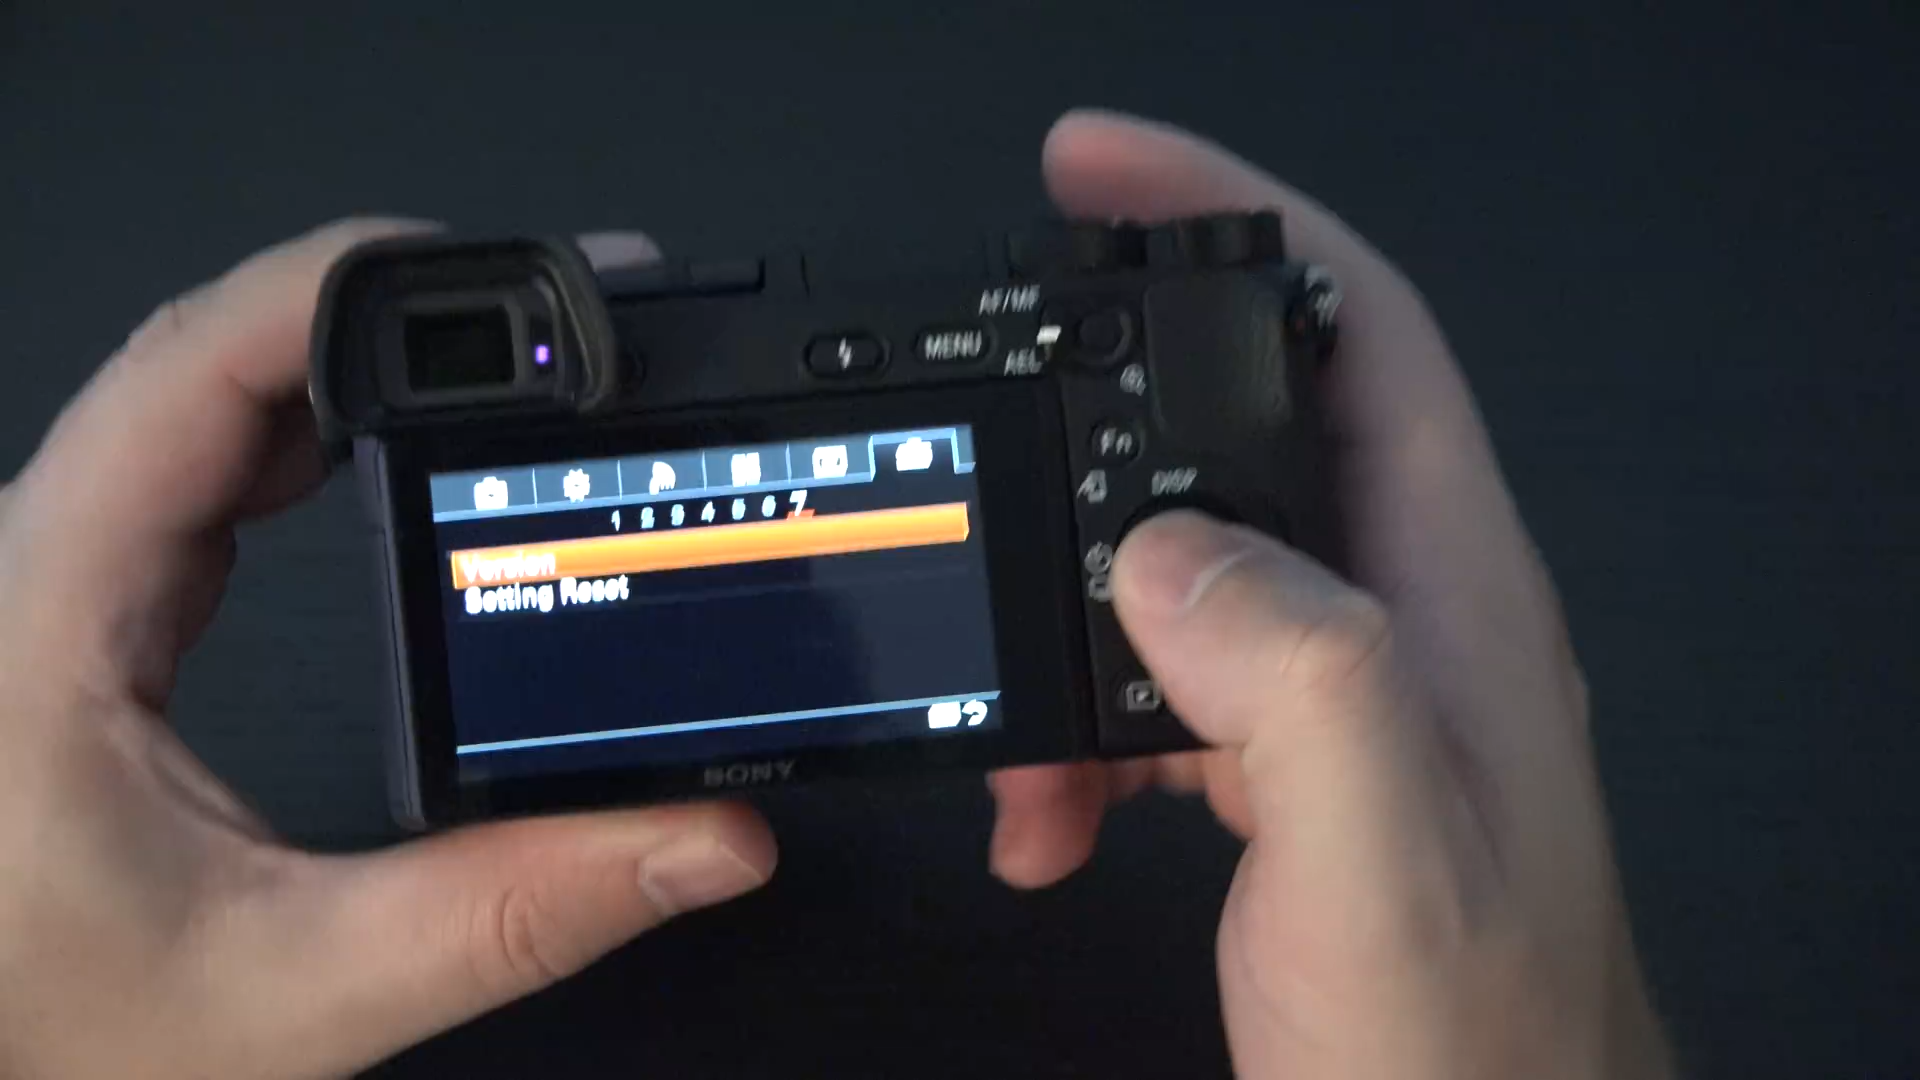 AF/MF
MENU
AEL
Fn
DISP
1 2 3 4 5 6 7
Version
Setting Reset
SONY